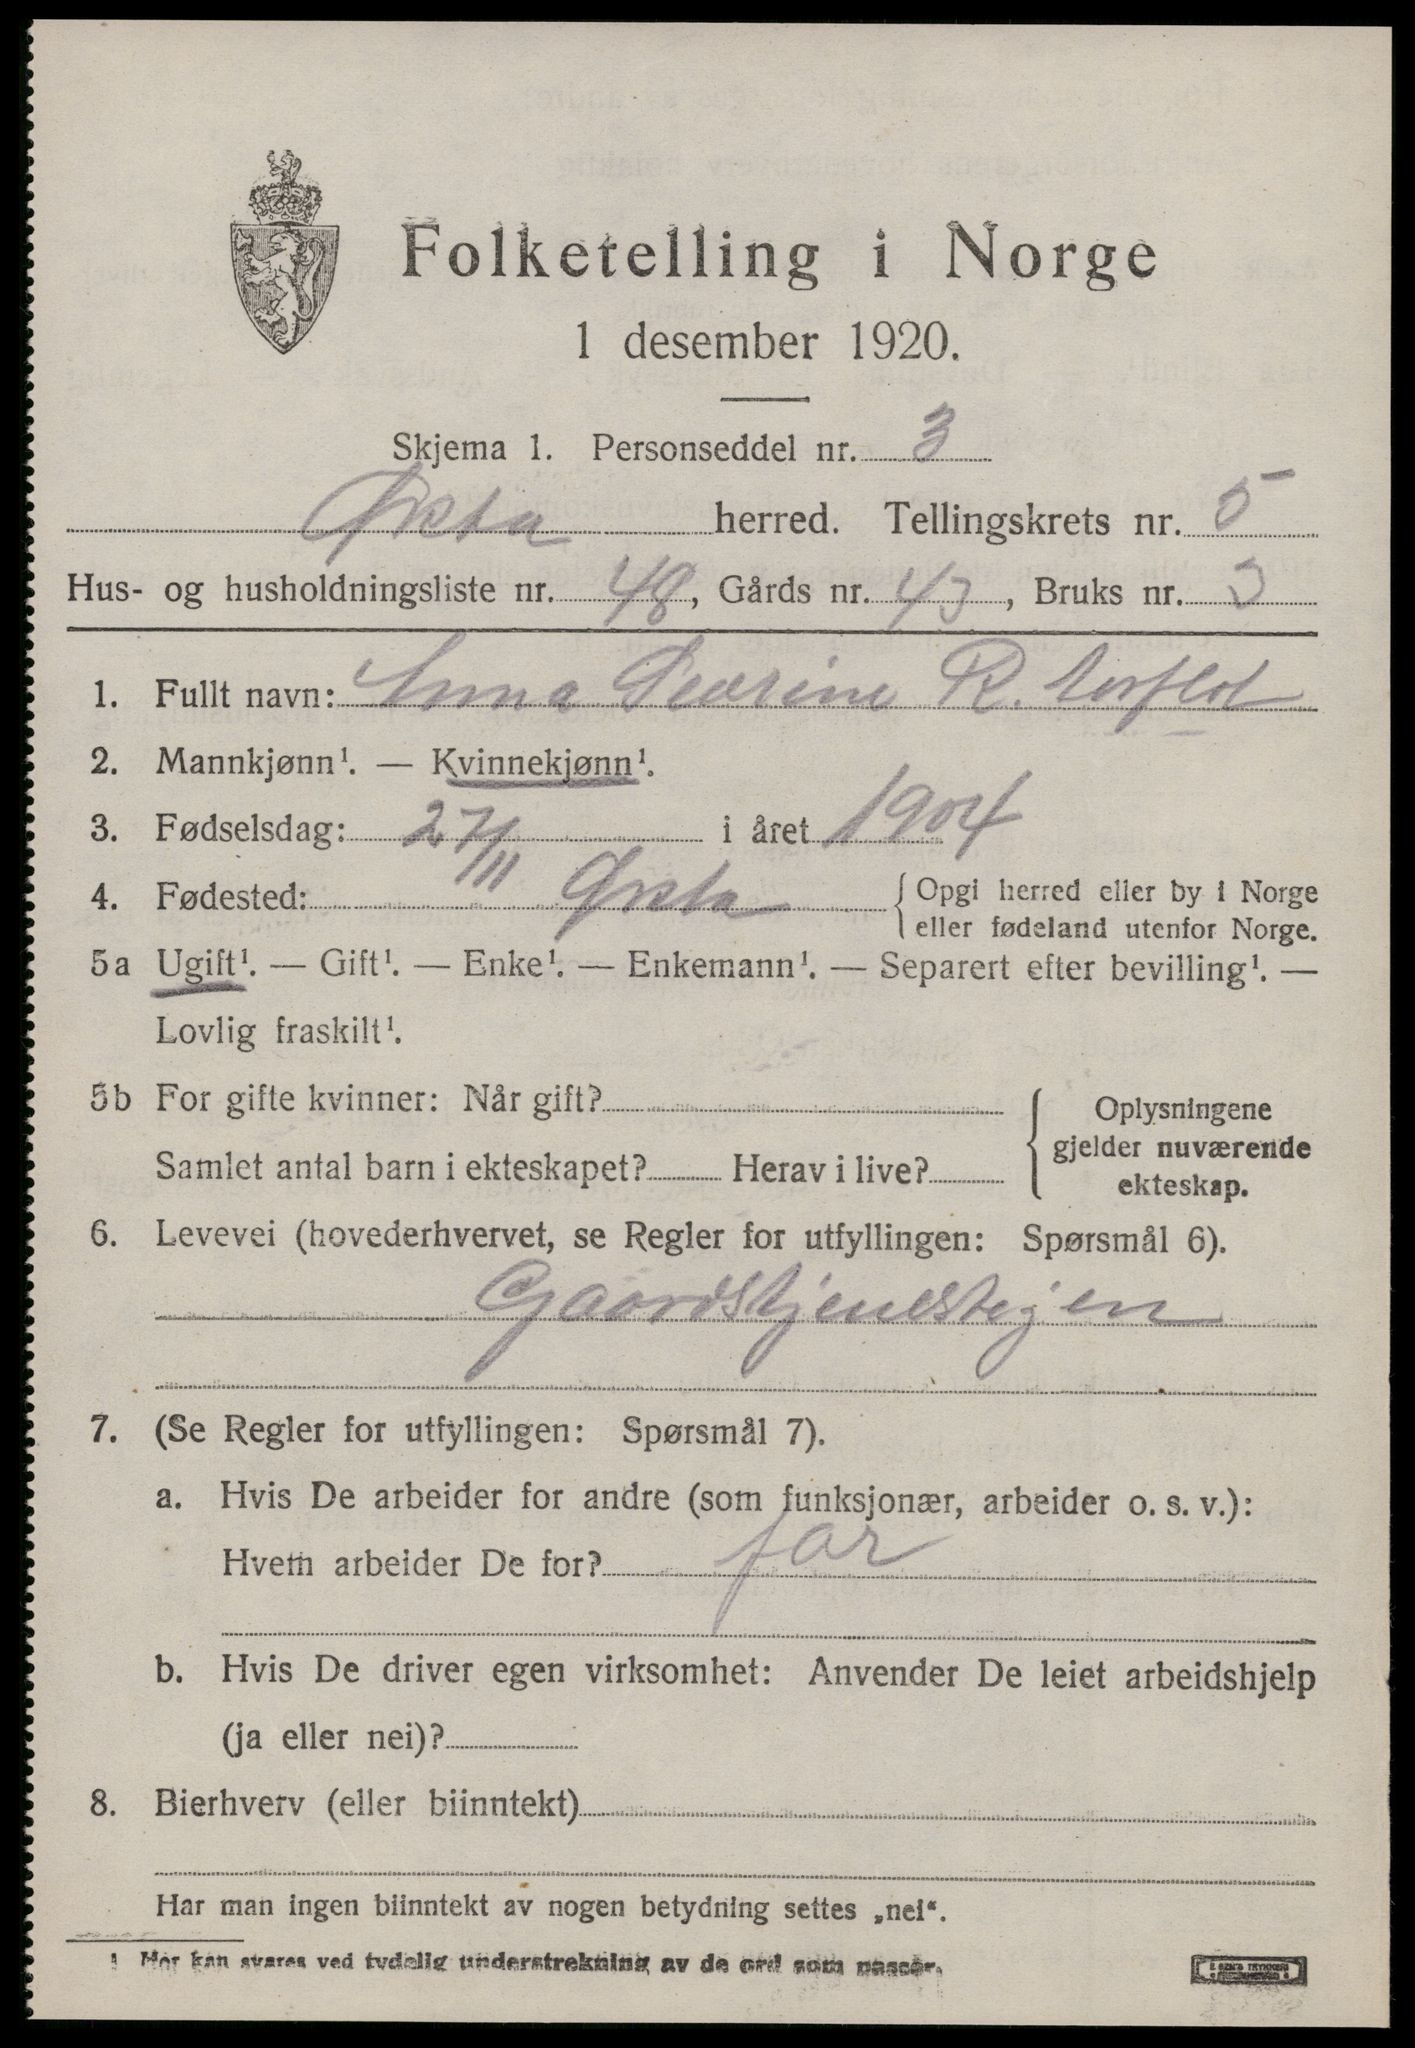 Folketelling i Norge
1 desember 1920.
Skjema 1. Personseddel nr. 3
Ørsta herred. Tellingskrets nr. 5
Hus- og husholdningsliste nr. 48, Gårds nr. 43, Bruks nr. 3
1. Fullt navn: Anna Severine R.
2. Mannkjønn¹. — Kvinnekjønn¹.
3. Fødselsdag: 27/11 i året 1904
4. Fødested: Ørsta { Opgi herred eller by i Norge
eller fødeland utenfor Norge.
5a Ugift¹. — Gift¹. — Enke¹. — Enkemann¹. — Separert efter bevilling¹. —
Lovlig fraskilt¹.
5b For gifte kvinner: Når gift?
Samlet antal barn i ekteskapet? Herav i live?
{ Oplysningene
gjelder nuværende
ekteskap.
6. Levevei (hovederhvervet, se Regler for utfyllingen: Spørsmål 6).
Gaardstjenestejen
7. (Se Regler for utfyllingen: Spørsmål 7).
a. Hvis De arbeider for andre (som funksjonær, arbeider o. s. v.):
Hvem arbeider De for? far
b. Hvis De driver egen virksomhet: Anvender De leiet arbeidshjelp
(ja eller nei)?
8. Bierhverv (eller biinntekt)
Har man ingen biinntekt av nogen betydning settes „nei“.
¹ Her kan svares ved tydelig understrekning av de ord som passer.